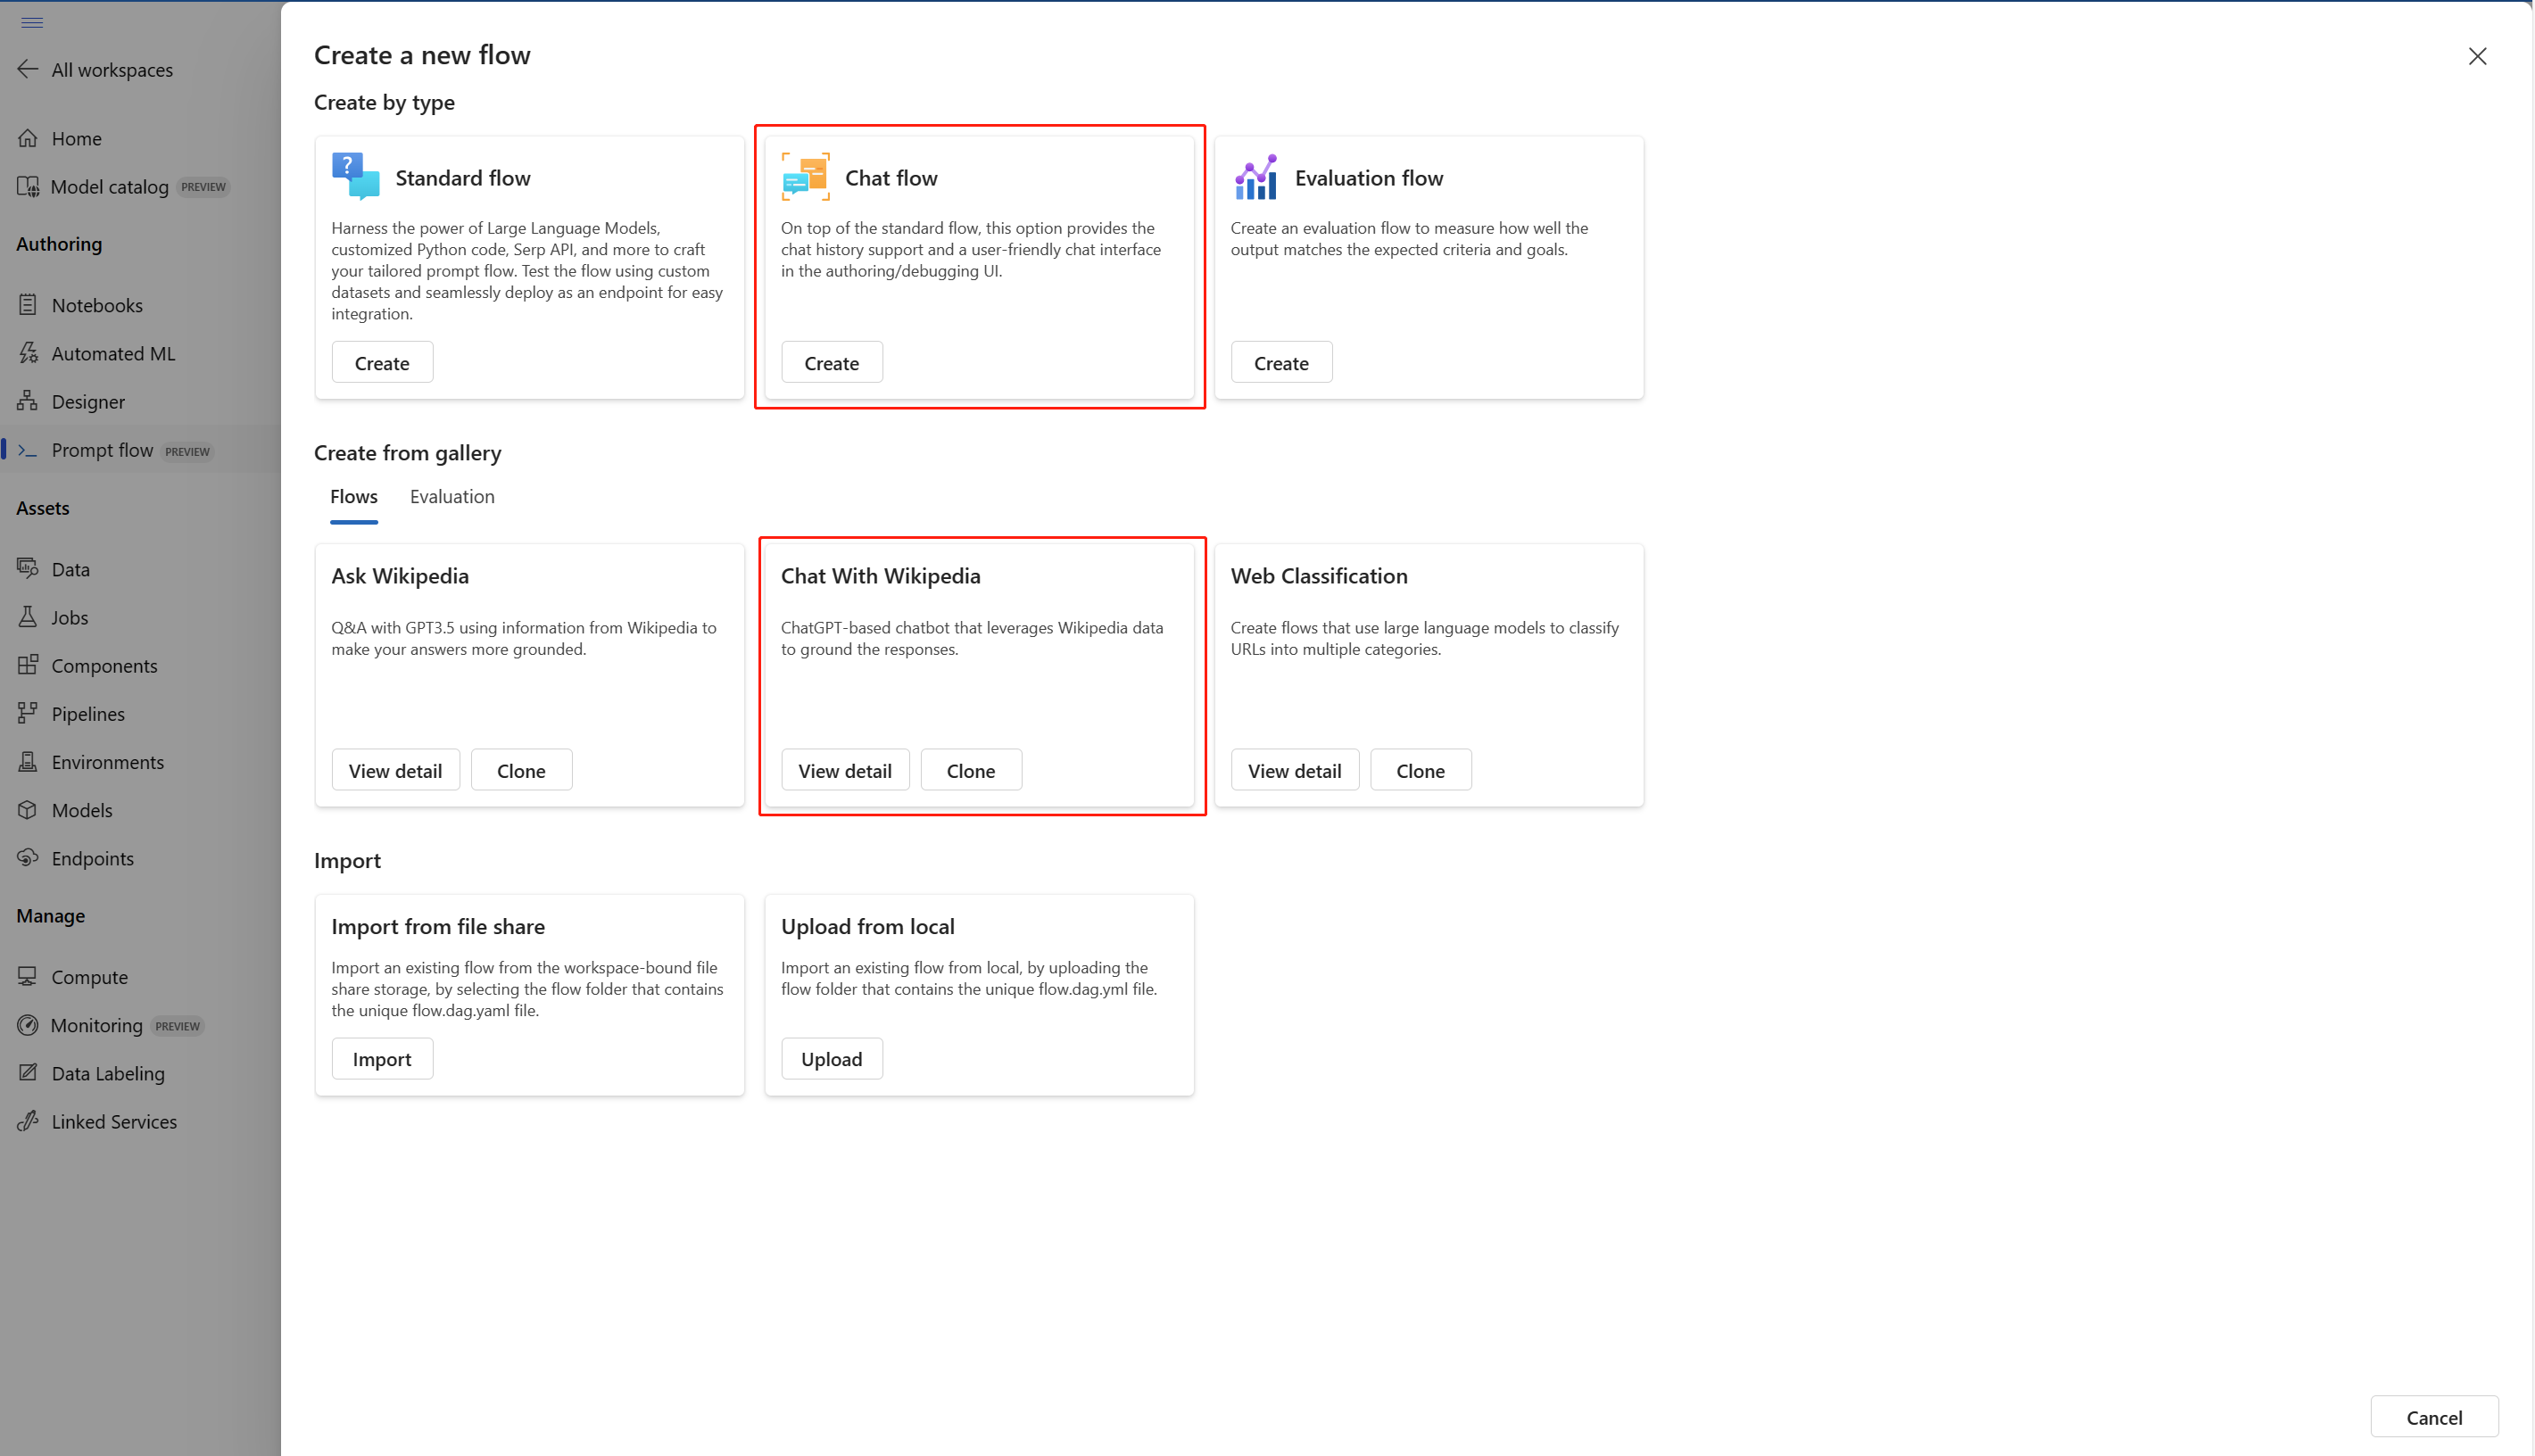 All workspaces
Home
Model catalog PREVIEW
Authoring
Notebooks
Automated ML
Designer
Prompt flow PREVIEW
Assets
Data
Jobs
Components
Pipelines
Environments
Models
Endpoints
Manage
Compute
Monitoring PREVIEW
Data Labeling
Linked Services
Create a new flow
Create by type
Standard flow
Harness the power of Large Language Models,
customized Python code, Serp API, and more to craft
your tailored prompt flow. Test the flow using custom
datasets and seamlessly deploy as an endpoint for easy
integration.
Create
Chat flow
On top of the standard flow, this option provides the
chat history support and a user-friendly chat interface
in the authoring/debugging UI.
Create
Evaluation flow
Create an evaluation flow to measure how well the
output matches the expected criteria and goals.
Create
Create from gallery
Flows Evaluation
Ask Wikipedia
Q&A with GPT3.5 using information from Wikipedia to
make your answers more grounded.
View detail Clone
Chat With Wikipedia
ChatGPT-based chatbot that leverages Wikipedia data
to ground the responses.
View detail Clone
Web Classification
Create flows that use large language models to classify
URLs into multiple categories.
View detail Clone
Import
Import from file share
Import an existing flow from the workspace-bound file
share storage, by selecting the flow folder that contains
the unique flow.dag.yaml file.
Import
Upload from local
Import an existing flow from local, by uploading the
flow folder that contains the unique flow.dag.yml file.
Upload
Cancel